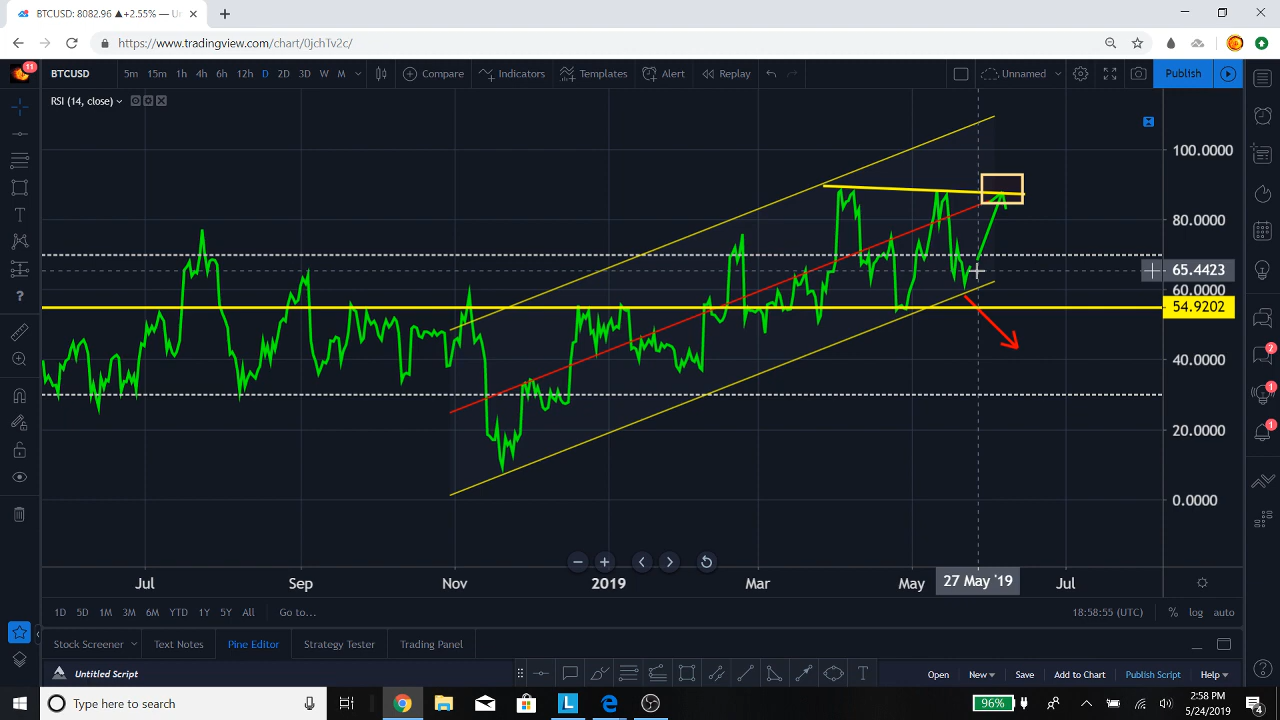 BTCUSD: 8082.96 ▲+2.55% — Un
https://www.tradingview.com/chart/0jchTv2c/
11
BTCUSD 5m 15m 1h 4h 6h 12h D 2D 3D W M Compare Indicators Templates Alert Replay Unnamed Publish
RSI (14, close)
100.0000
80.0000
65.4423
60.0000
54.9202
40.0000
20.0000
0.0000
2
1
1
Jul Sep Nov 2019 Mar May 27 May '19 Jul
1D 5D 1M 3M 6M YTD 1Y 5Y All Go to... 18:58:55 (UTC) % log auto
Stock Screener Text Notes Pine Editor Strategy Tester Trading Panel
Untitled Script T Open New Save Add to Chart Publish Script Help
Type here to search 96% 2:58 PM
5/24/2019 4